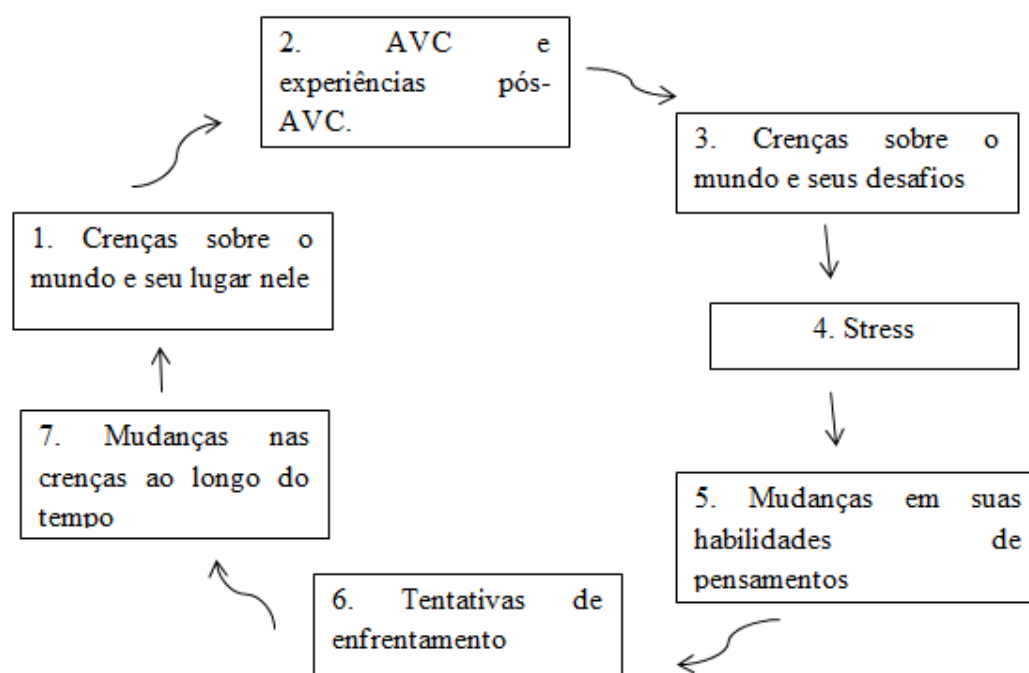 2. AVC e
experiências pós-
AVC.
3. Crenças sobre o
mundo e seus desafios
1. Crenças sobre o
mundo e seu lugar nele
4. Stress
7. Mudanças nas
crenças ao longo do
tempo
5. Mudanças em suas
habilidades de
pensamentos
6. Tentativas de
enfrentamento